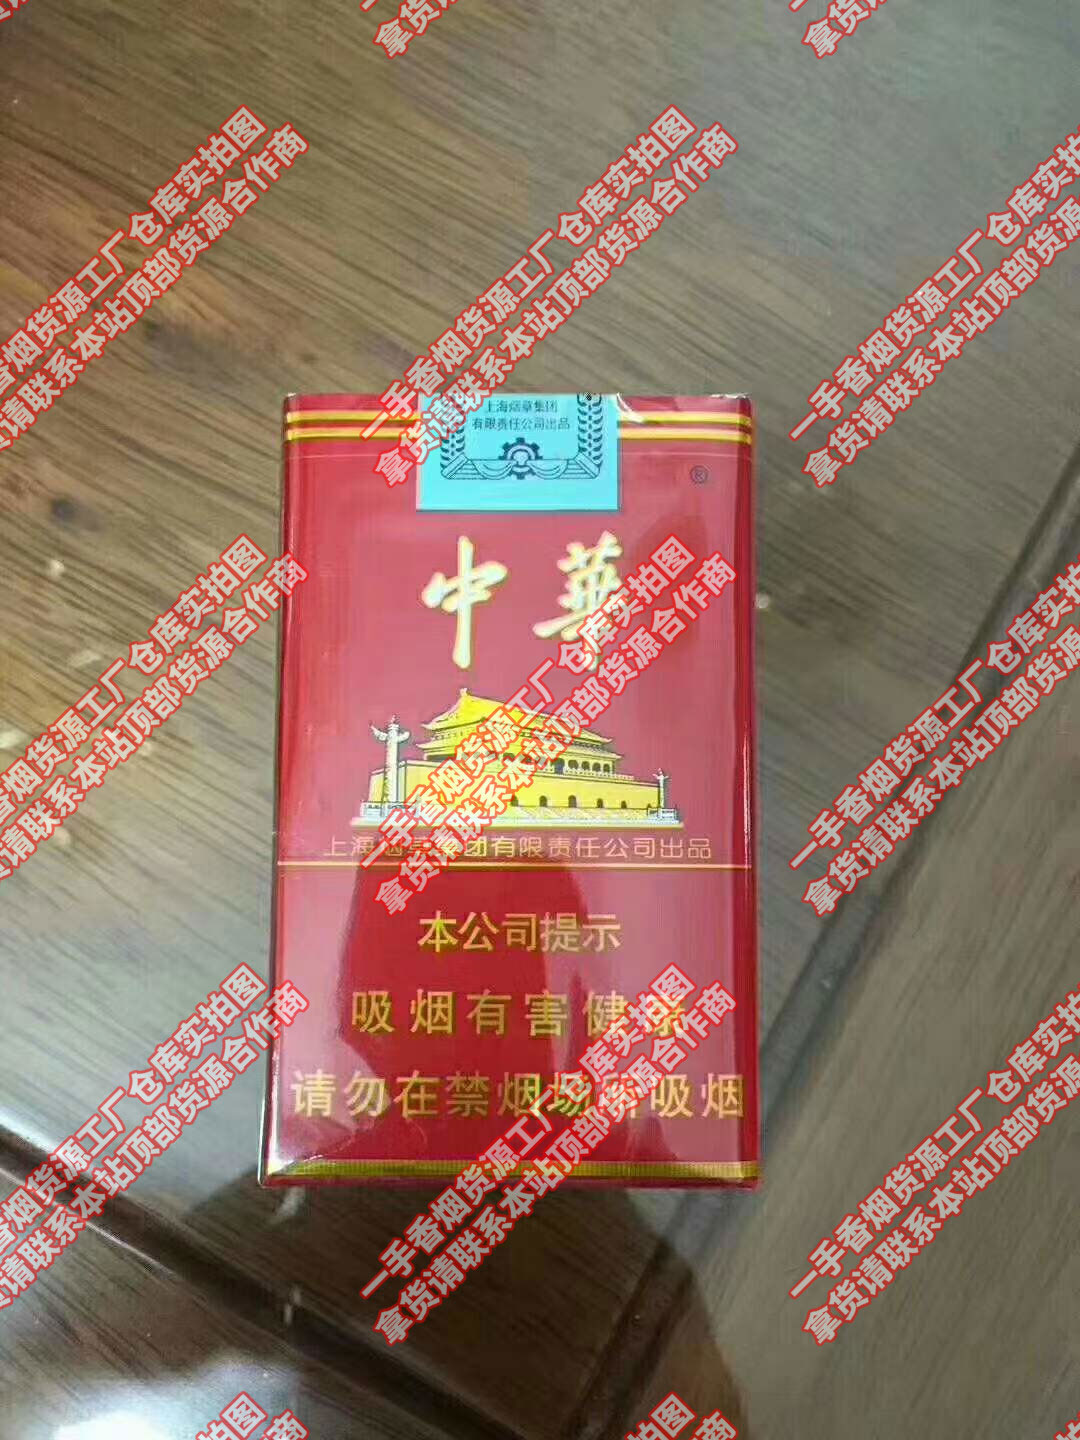 上海烟草集团
有限责任公司出品
®
中華
上海烟草集团有限责任公司出品
本公司提示
吸烟有害健康
请勿在禁烟场所吸烟
一手香烟货源工厂仓库实拍图
拿货请联系本站顶部货源合作商